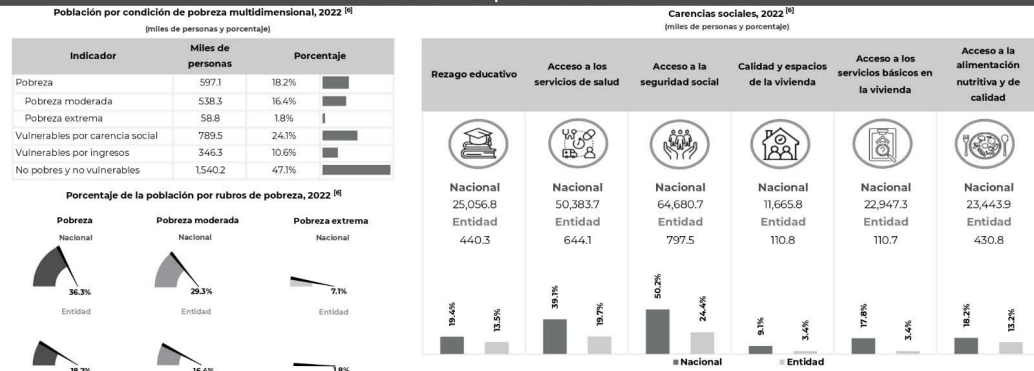 Población por condición de pobreza multidimensional, 2022 [6]
(miles de personas y porcentaje)
Indicador Miles de personas Porcentaje
Pobreza 597.1 18.2%
Pobreza moderada 538.3 16.4%
Pobreza extrema 58.8 1.8%
Vulnerables por carencia social 789.5 24.1%
Vulnerables por ingresos 346.3 10.6%
No pobres y no vulnerables 1,540.2 47.1%
Porcentaje de la población por rubros de pobreza, 2022 [6]
Pobreza Pobreza moderada Pobreza extrema
Nacional Nacional Nacional
36.3% 29.3% 7.1%
Entidad Entidad Entidad
18.2% 16.4% 1.8%
Carencias sociales, 2022 [6]
(miles de personas y porcentaje)
Rezago educativo
Acceso a los servicios de salud
Acceso a la seguridad social
Calidad y espacios de la vivienda
Acceso a los servicios básicos en la vivienda
Acceso a la alimentación nutritiva y de calidad
Nacional Nacional Nacional Nacional Nacional Nacional
25,056.8 50,383.7 64,680.7 11,665.8 22,947.3 23,443.9
Entidad Entidad Entidad Entidad Entidad Entidad
440.3 644.1 797.5 110.8 110.7 430.8
19.4% 13.5% 39.1% 19.7% 50.2% 24.4% 9.1% 3.4% 17.8% 3.4% 18.2% 13.2%
Nacional Entidad